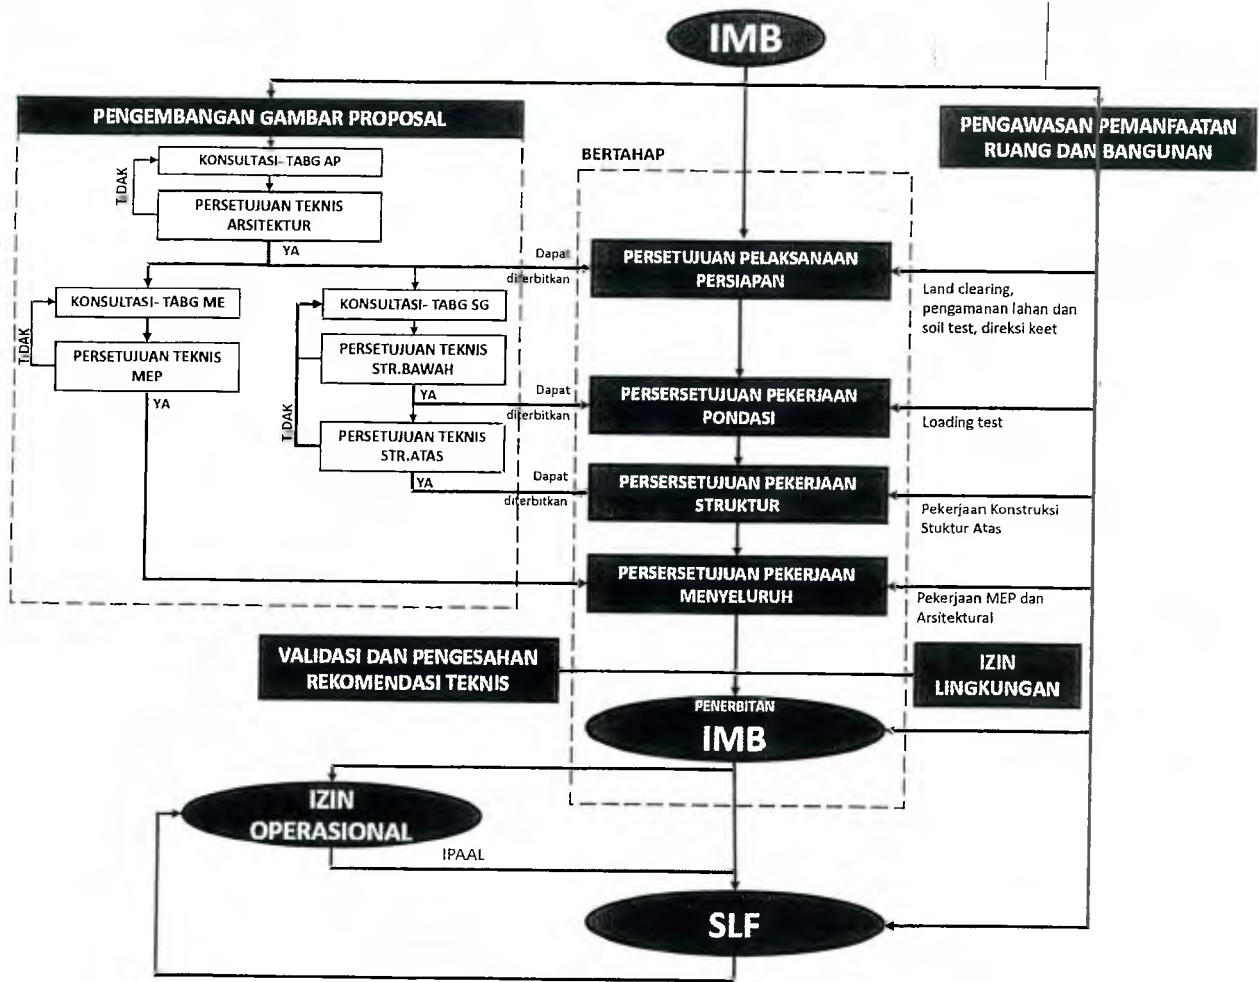 IMB
PENGEMBANGAN GAMBAR PROPOSAL
KONSULTASI- TABG AP
TIDAK
PERSETUJUAN TEKNIS
ARSITEKTUR
YA
KONSULTASI- TABG ME
TIDAK
PERSETUJUAN TEKNIS
MEP
YA
KONSULTASI- TABG SG
PERSETUJUAN TEKNIS
STR.BAWAH
YA
TIDAK
PERSETUJUAN TEKNIS
STR.ATAS
YA
BERTAHAP
Dapat
diterbitkan
PERSETUJUAN PELAKSANAAN
PERSIAPAN
Dapat
diterbitkan
PERSERSETUJUAN PEKERJAAN
PONDASI
Dapat
diterbitkan
PERSERSETUJUAN PEKERJAAN
STRUKTUR
PERSERSETUJUAN PEKERJAAN
MENYELURUH
PENGAWASAN PEMANFAATAN
RUANG DAN BANGUNAN
Land clearing,
pengamanan lahan dan
soil test, direksi keet
Loading test
Pekerjaan Konstruksi
Stuktur Atas
Pekerjaan MEP dan
Arsitektural
VALIDASI DAN PENGESAHAN
REKOMENDASI TEKNIS
IZIN
LINGKUNGAN
PENERBITAN
IMB
IZIN
OPERASIONAL
IPAAL
SLF